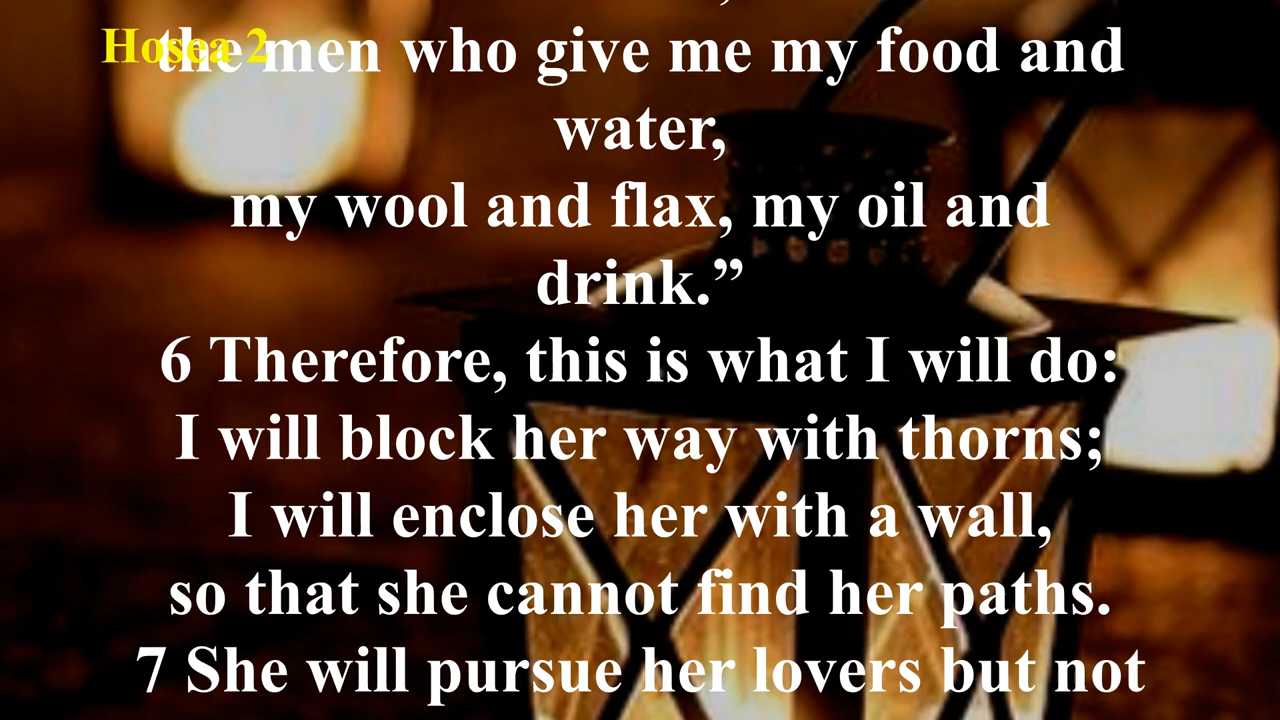 Hosea 2
the men who give me my food and
water,
my wool and flax, my oil and
drink.”
6 Therefore, this is what I will do:
I will block her way with thorns;
I will enclose her with a wall,
so that she cannot find her paths.
7 She will pursue her lovers but not